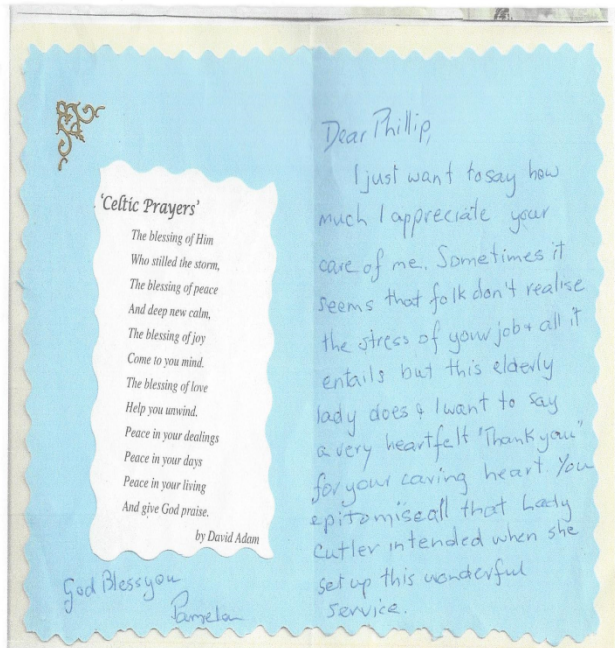 'Celtic Prayers'
The blessing of Him
Who stilled the storm,
The blessing of peace
And deep new calm,
The blessing of joy
Come to you mind.
The blessing of love
Help you unwind.
Peace in your dealings
Peace in your days
Peace in your living
And give God praise.
by David Adam
God Bless you
Pamela
Dear Phillip,
I just want to say how
much I appreciate your
care of me. Sometimes it
seems that folk don't realise
the stress of your job & all it
entails but this elderly
lady does & I want to say
a very heartfelt "Thank you"
for your caring heart. You
epitomise all that Lady
Cutler intended when she
set up this wonderful
service.